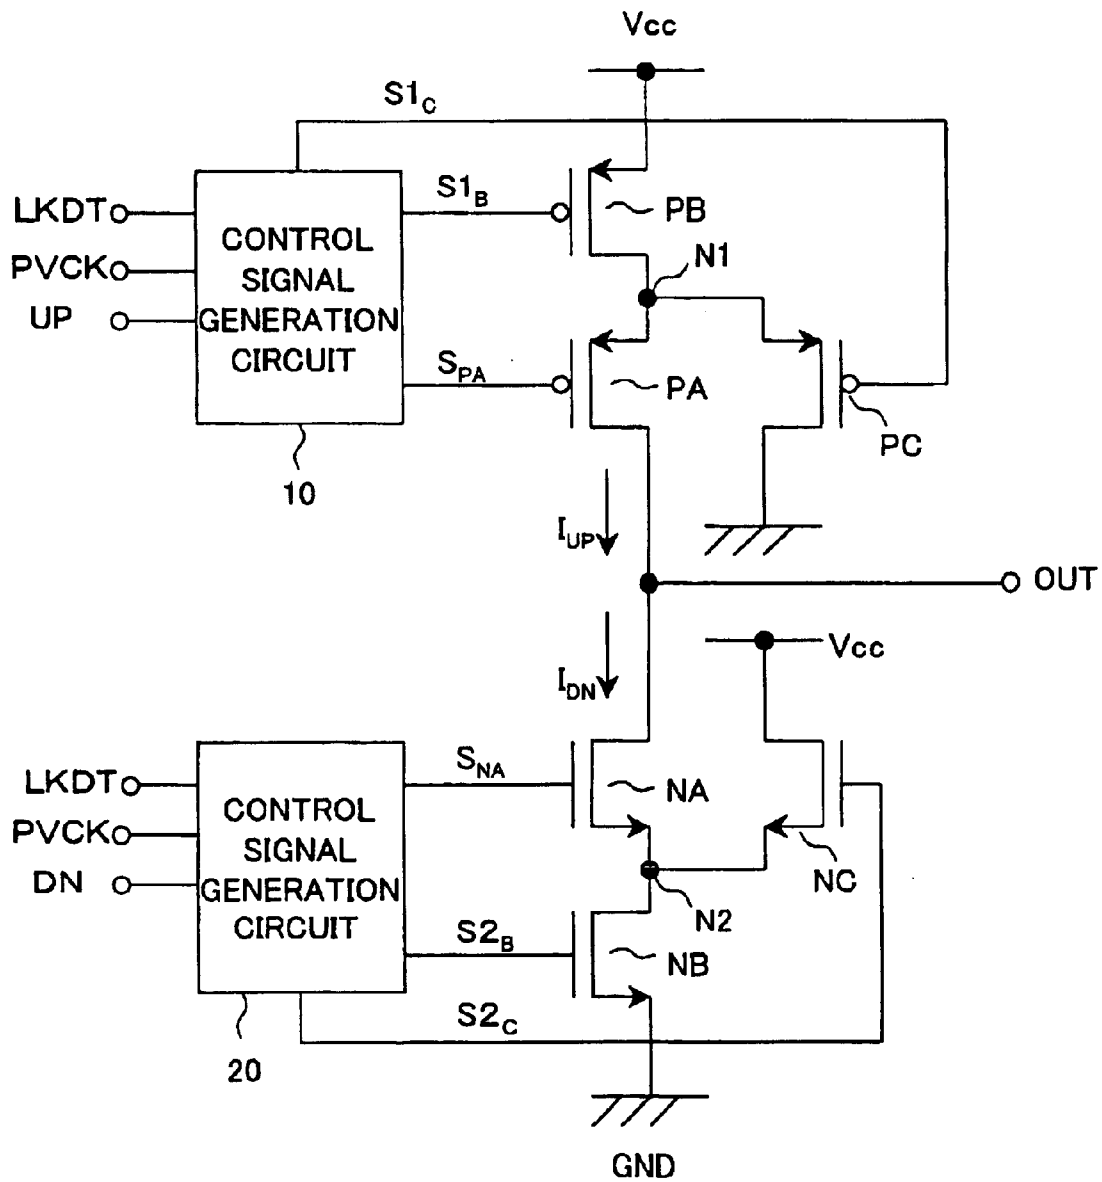 Vcc
S1C
LKDT
PVCK
UP
CONTROL
SIGNAL
GENERATION
CIRCUIT
S1B
PB
N1
SPA
PA
PC
10
IUP
OUT
IDN
Vcc
LKDT
PVCK
DN
CONTROL
SIGNAL
GENERATION
CIRCUIT
SNA
NA
NC
N2
S2B
NB
S2C
20
GND